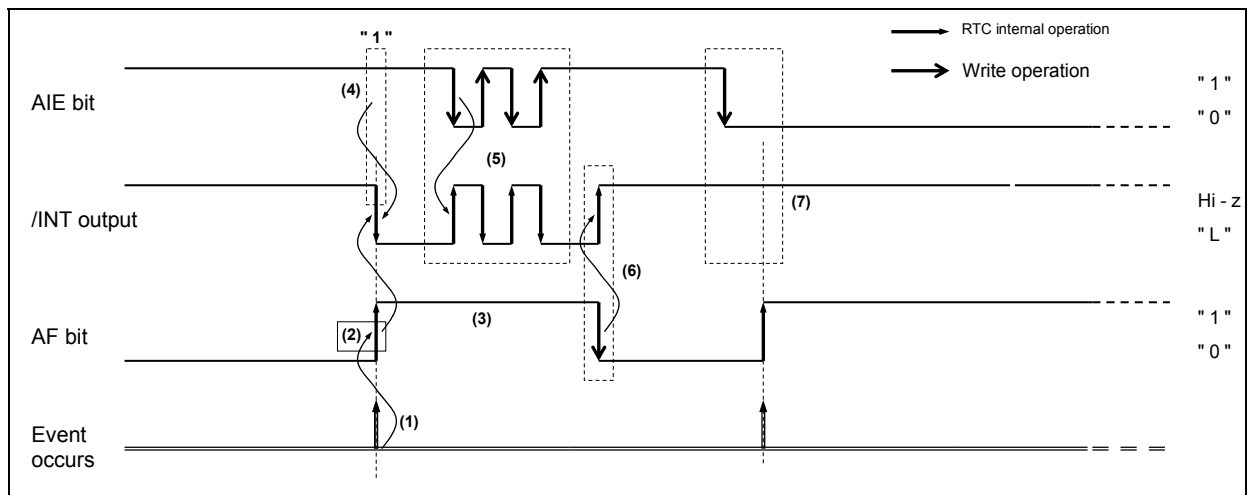 " 1 "
RTC internal operation
Write operation
AIE bit
(4)
" 1 "
" 0 "
(5)
/INT output
(7)
Hi - z
" L "
(6)
AF bit
(2)
(3)
" 1 "
" 0 "
(1)
Event
occurs